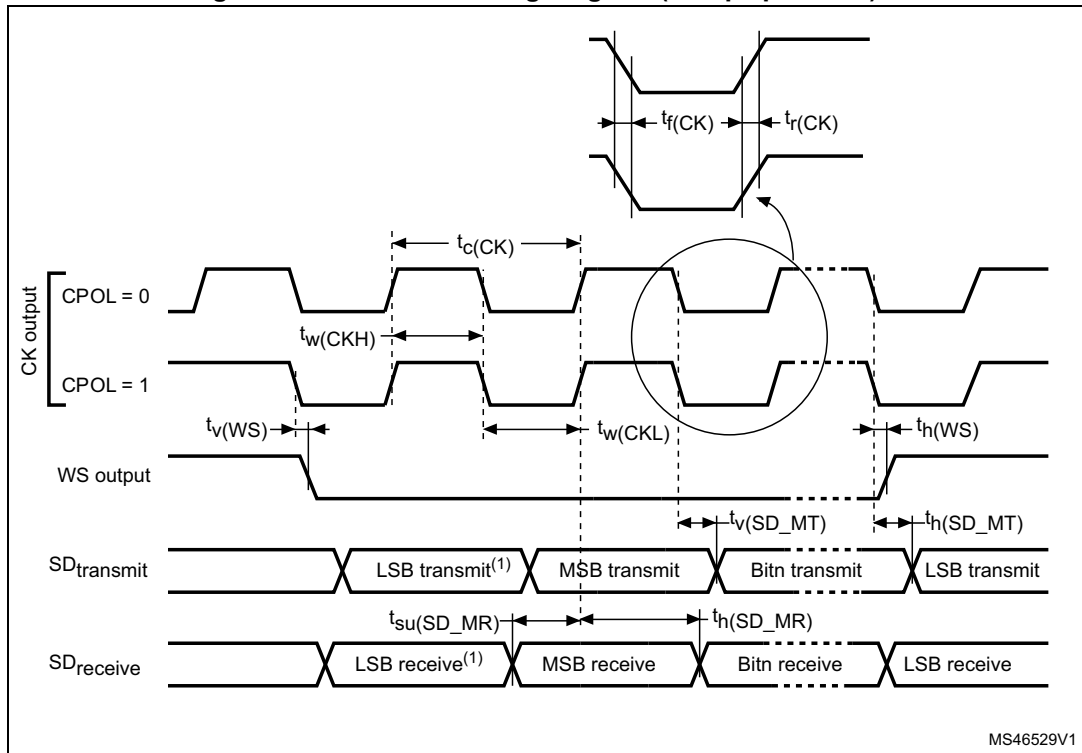 tf(CK) tr(CK)
tc(CK)
CK output
CPOL = 0
tw(CKH)
CPOL = 1
tv(WS) tw(CKL) th(WS)
WS output
tv(SD_MT) th(SD_MT)
SDtransmit LSB transmit(1) MSB transmit Bitn transmit LSB transmit
tsu(SD_MR) th(SD_MR)
SDreceive LSB receive(1) MSB receive Bitn receive LSB receive
MS46529V1